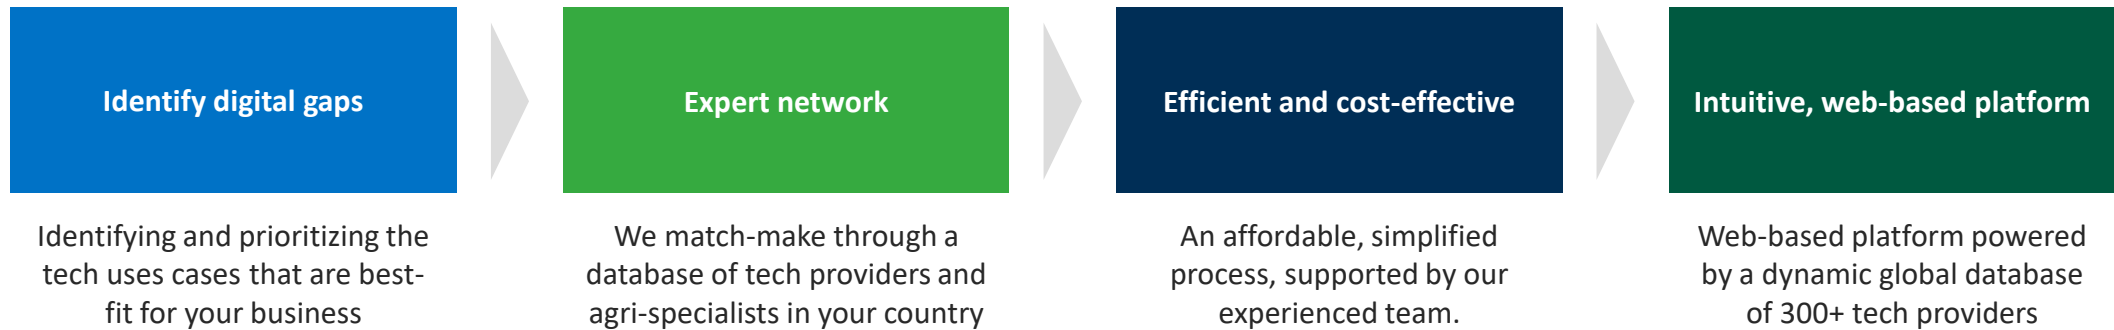 Identify digital gaps
Identifying and prioritizing the
tech uses cases that are best-
fit for your business
Expert network
We match-make through a
database of tech providers and
agri-specialists in your country
Efficient and cost-effective
An affordable, simplified
process, supported by our
experienced team.
Intuitive, web-based platform
Web-based platform powered
by a dynamic global database
of 300+ tech providers